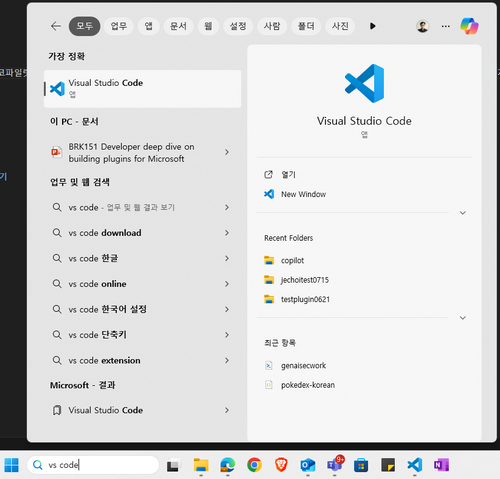 모두 업무 앱 문서 웹 설정 사람 폴더 사진
가장 정확
Visual Studio Code
앱
이 PC - 문서
BRK151 Developer deep dive on
building plugins for Microsoft
업무 및 웹 검색
vs code - 업무 및 웹 결과 보기
vs code download
vs code 한글
vs code online
vs code 한국어 설정
vs code 단축키
vs code extension
Microsoft - 결과
Visual Studio Code
Visual Studio Code
앱
열기
New Window
Recent Folders
copilot
jechoitest0715
testplugin0621
최근 항목
genaisecwork
pokedex-korean
코파일럿
기
vs code
9+